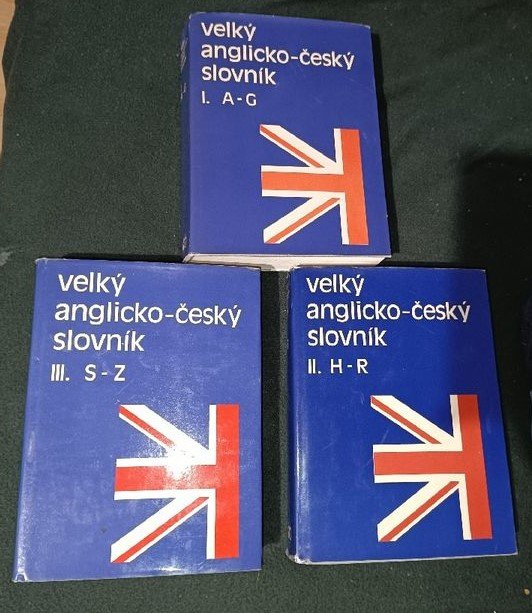 velký
anglicko-český
slovník
I. A-G
velký
anglicko-český
slovník
III. S-Z
velký
anglicko-český
slovník
II. H-R